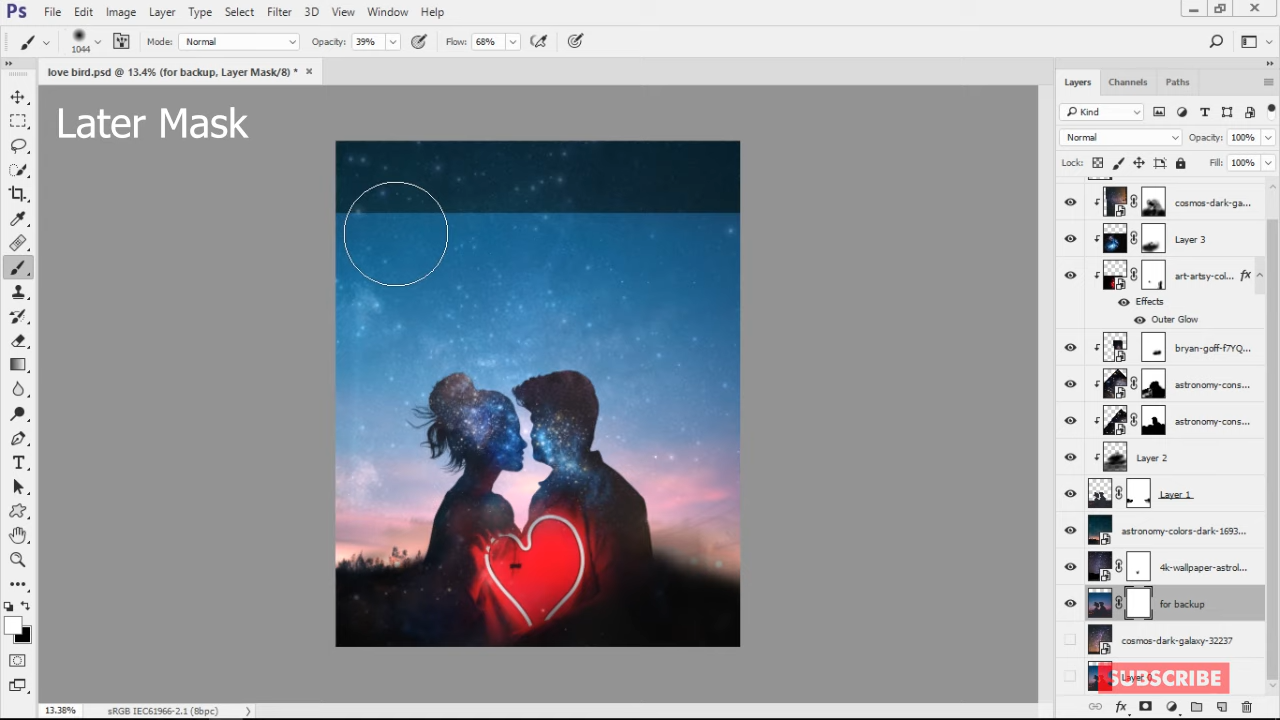 Ps File Edit Image Layer Type Select Filter 3D View Window Help
1044 Mode: Normal Opacity: 39% Flow: 68%
love bird.psd @ 13.4% (for backup, Layer Mask/8) *
Later Mask
Layers Channels Paths
Kind
Normal Opacity: 100%
Lock: Fill: 100%
cosmos-dark-ga...
Layer 3
art-artsy-col... fx
Effects
Outer Glow
bryan-goff-f7YQ...
astronomy-cons...
astronomy-cons...
Layer 2
Layer 1
astronomy-colors-dark-1693...
4k-wallpaper-astrol...
for backup
cosmos-dark-galaxy-32237
SUBSCRIBE
13.38% sRGB IEC61966-2.1 (8bpc)
fx